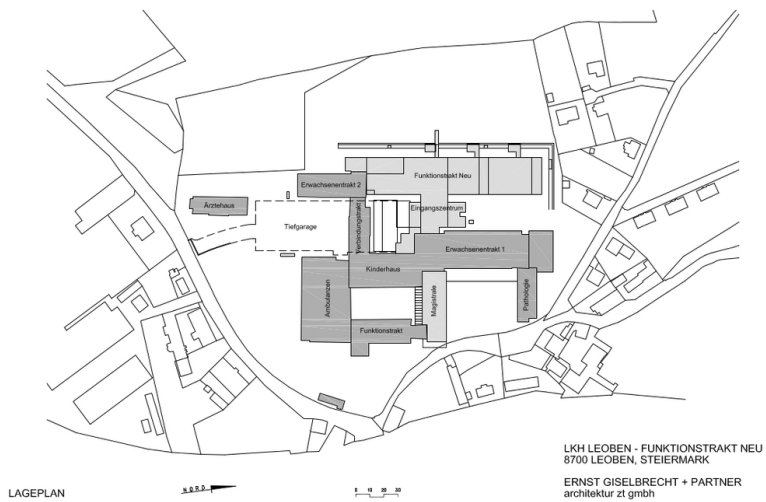 Funktionstrakt Neu
Erwachsenentrakt 2
Ärztehaus
Eingangszentrum
Verbindungstrakt
Tiefgarage
Erwachsenentrakt 1
Kinderhaus
Ambulanzen
Magistrale
Pathologie
Funktionstrakt
LKH LEOBEN - FUNKTIONSTRAKT NEU
8700 LEOBEN, STEIERMARK
ERNST GISELBRECHT + PARTNER
architektur zt gmbh
LAGEPLAN
NORD
0 10 20 30